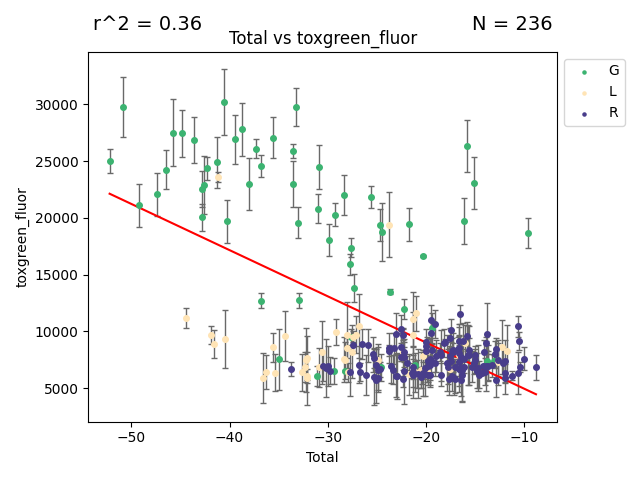 r^2 = 0.36
N = 236
Total vs toxgreen_fluor
G
L
R
30000
25000
20000
15000
10000
5000
toxgreen_fluor
−50
−40
−30
−20
−10
Total